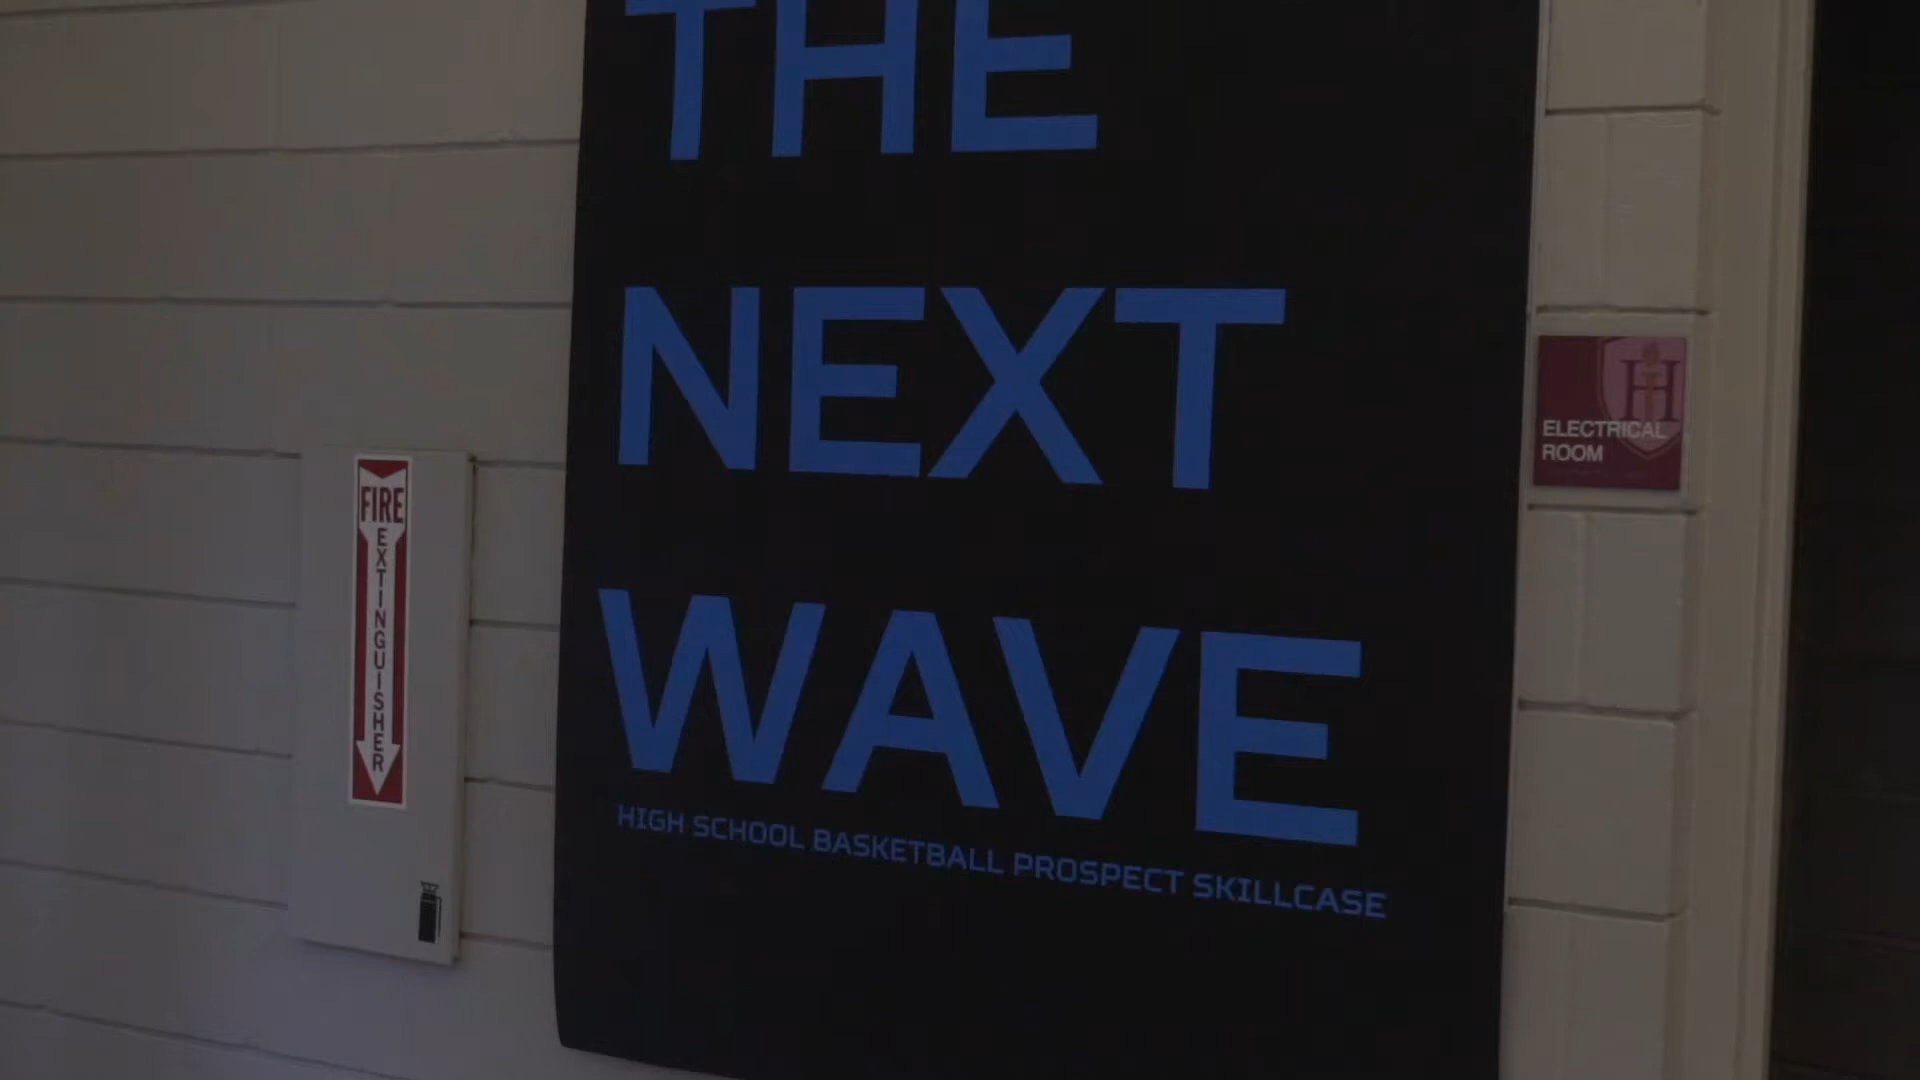 THE
NEXT
WAVE
HIGH SCHOOL BASKETBALL PROSPECT SKILLCASE
FIRE
EXTINGUISHER
H
ELECTRICAL
ROOM